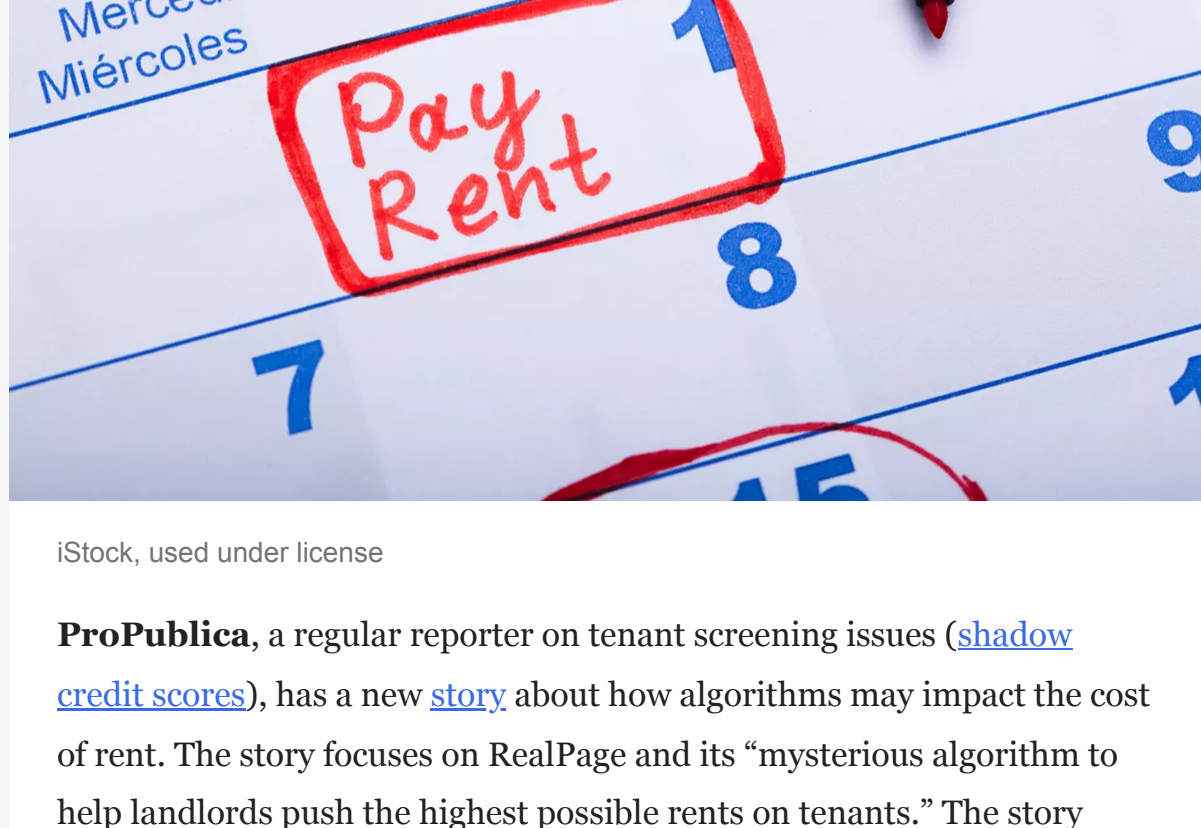 Miércoles
1
Pay
Rent
9
8
7
15
iStock, used under license
ProPublica, a regular reporter on tenant screening issues (shadow
credit scores), has a new story about how algorithms may impact the cost
of rent. The story focuses on RealPage and its “mysterious algorithm to
help landlords push the highest possible rents on tenants.” The story